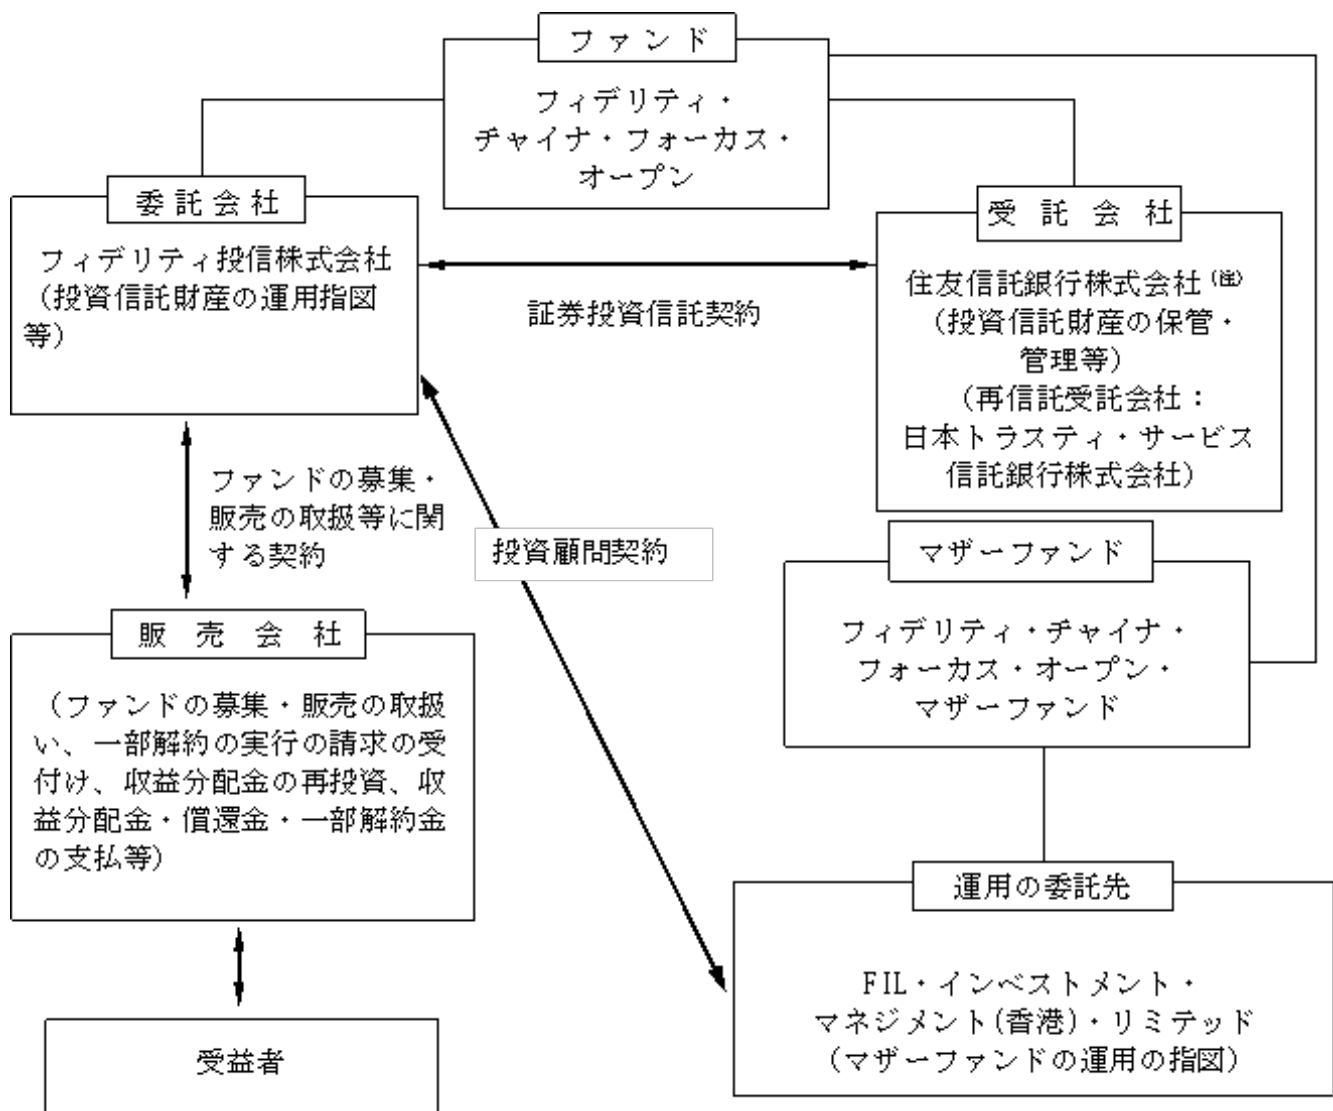 ファンド
フィデリティ・
チャイナ・フォーカス・
オープン
委託会社
フィデリティ投信株式会社
（投資信託財産の運用指図
等）
証券投資信託契約
受託会社
住友信託銀行株式会社（注）
（投資信託財産の保管・
管理等）
（再信託受託会社：
日本トラスティ・サービス
信託銀行株式会社）
ファンドの募集・
販売の取扱等に関
する契約
投資顧問契約
マザーファンド
フィデリティ・チャイナ・
フォーカス・オープン・
マザーファンド
販売会社
（ファンドの募集・販売の取扱
い、一部解約の実行の請求の受
付け、収益分配金の再投資、収
益分配金・償還金・一部解約金
の支払等）
運用の委託先
FIL・インベストメント・
マネジメント(香港)・リミテッド
（マザーファンドの運用の指図）
受益者